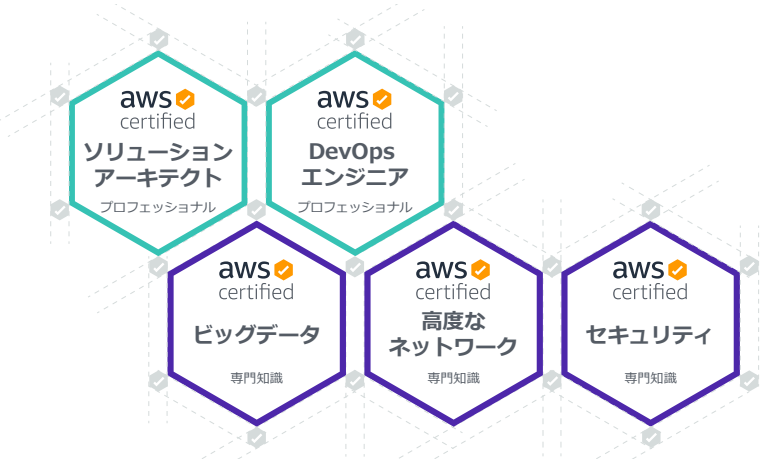 aws
certified
ソリューション
アーキテクト
プロフェッショナル
aws
certified
DevOps
エンジニア
プロフェッショナル
aws
certified
ビッグデータ
専門知識
aws
certified
高度な
ネットワーク
専門知識
aws
certified
セキュリティ
専門知識